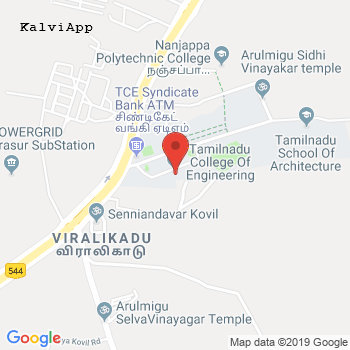 KalviApp
Nanjappa
Polytechnic College
நஞ்சப்பா...
Arulmigu Sidhi
Vinayakar temple
TCE Syndicate
Bank ATM
சிண்டிகேட்
வங்கி ஏடிஎம்
OWERGRID
rasur SubStation
Tamilnadu
College Of
Engineering
Tamilnadu
School Of
Architecture
Senniandavar Kovil
VIRALIKADU
விராலிகாடு
544
Arulmigu
SelvaVinayagar Temple
Google
ya Kovil Rd
Map data ©2019 Google